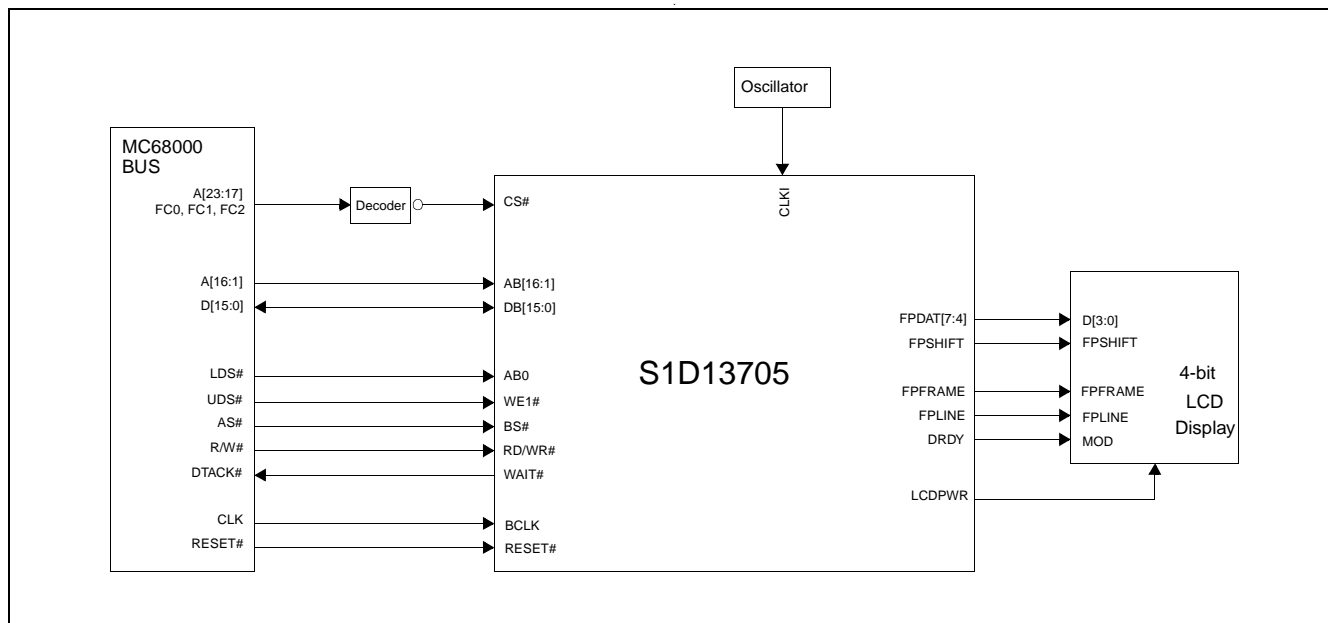 Oscillator
MC68000
BUS
A[23:17]
FC0, FC1, FC2
Decoder
CS#
CLKI
A[16:1]
AB[16:1]
D[15:0]
DB[15:0]
FPDAT[7:4]
D[3:0]
FPSHIFT
FPSHIFT
S1D13705
LDS#
AB0
4-bit
LCD
Display
UDS#
WE1#
FPFRAME
FPFRAME
AS#
BS#
FPLINE
FPLINE
R/W#
RD/WR#
DRDY
MOD
DTACK#
WAIT#
LCDPWR
CLK
BCLK
RESET#
RESET#